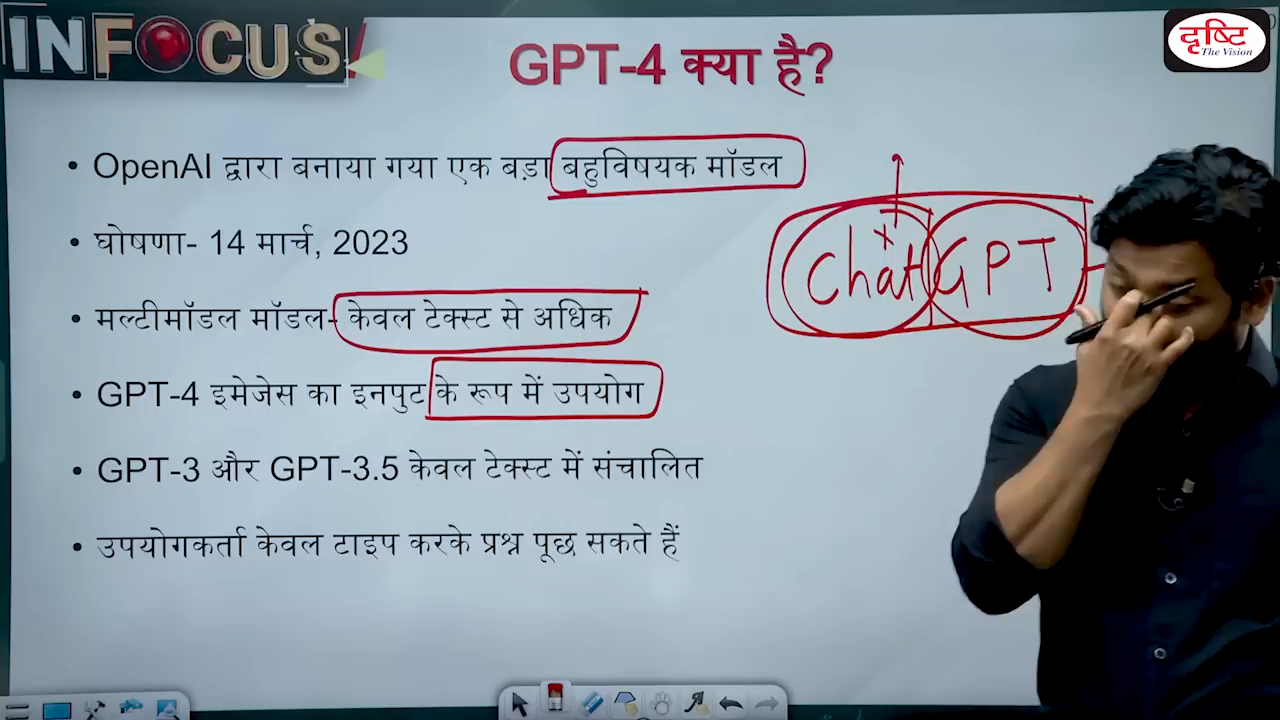 INFOCUS
GPT-4 क्या है?
दृष्टि
The Vision
• OpenAI द्वारा बनाया गया एक बड़ा बहुविषयक मॉडल
• घोषणा- 14 मार्च, 2023
• मल्टीमॉडल मॉडल- केवल टेक्स्ट से अधिक
• GPT-4 इमेजेस का इनपुट के रूप में उपयोग
• GPT-3 और GPT-3.5 केवल टेक्स्ट में संचालित
• उपयोगकर्ता केवल टाइप करके प्रश्न पूछ सकते हैं
Chat GPT